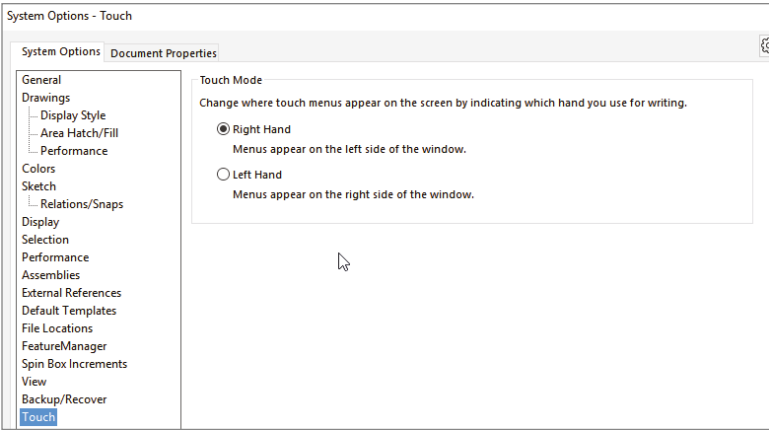 System Options - Touch
System Options Document Properties
General
Drawings
Display Style
Area Hatch/Fill
Performance
Colors
Sketch
Relations/Snaps
Display
Selection
Performance
Assemblies
External References
Default Templates
File Locations
FeatureManager
Spin Box Increments
View
Backup/Recover
Touch
Touch Mode
Change where touch menus appear on the screen by indicating which hand you use for writing.
Right Hand
Menus appear on the left side of the window.
Left Hand
Menus appear on the right side of the window.